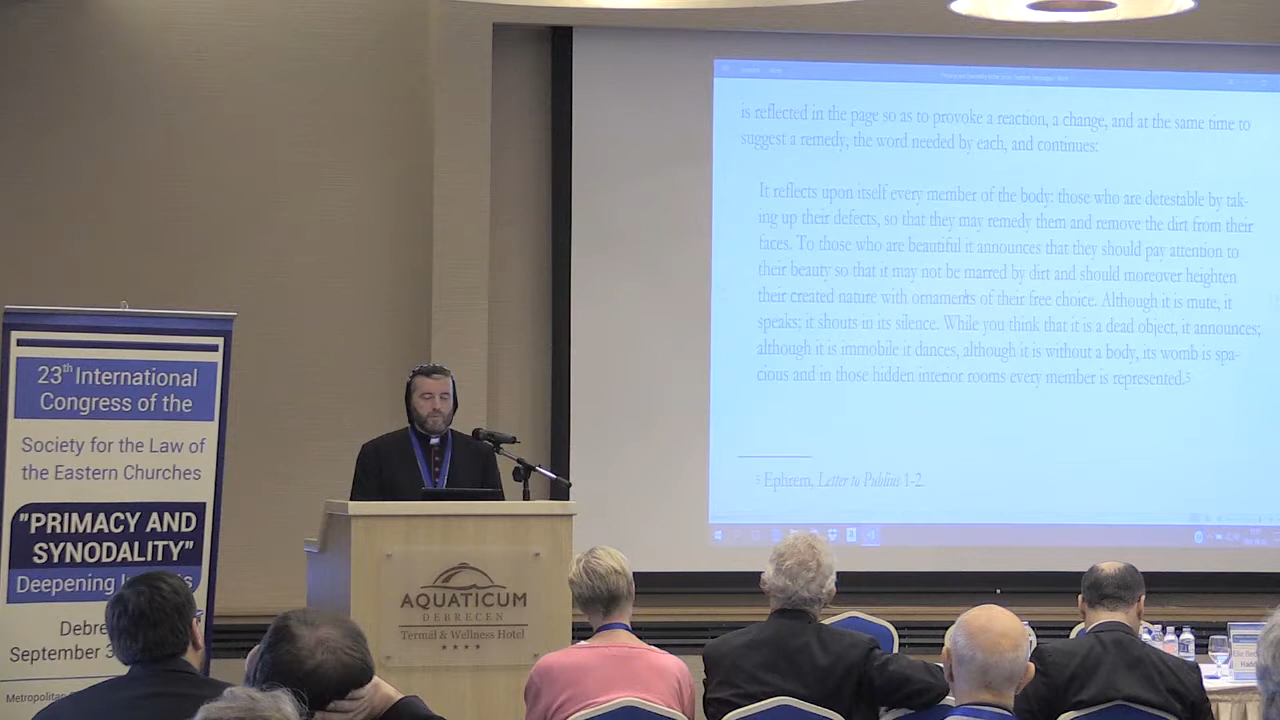 is reflected in the page so as to provoke a reaction, a change, and at the same time to
suggest a remedy, the word needed by each, and continues:
It reflects upon itself every member of the body: those who are detestable by tak-
ing up their defects, so that they may remedy them and remove the dirt from their
faces. To those who are beautiful it announces that they should pay attention to
their beauty so that it may not be marred by dirt and should moreover heighten
their created nature with ornaments of their free choice. Although it is mute, it
speaks; it shouts in its silence. While you think that it is a dead object, it announces;
although it is immobile it dances, although it is without a body, its womb is spa-
cious and in those hidden interior rooms every member is represented.5
5 Ephrem, Letter to Publius 1-2.
23th International
Congress of the
Society for the Law of
the Eastern Churches
"PRIMACY AND
SYNODALITY"
Deepening
Debre
September 3
Metropolitan
AQUATICUM
DEBRECEN
Termál & Wellness Hotel